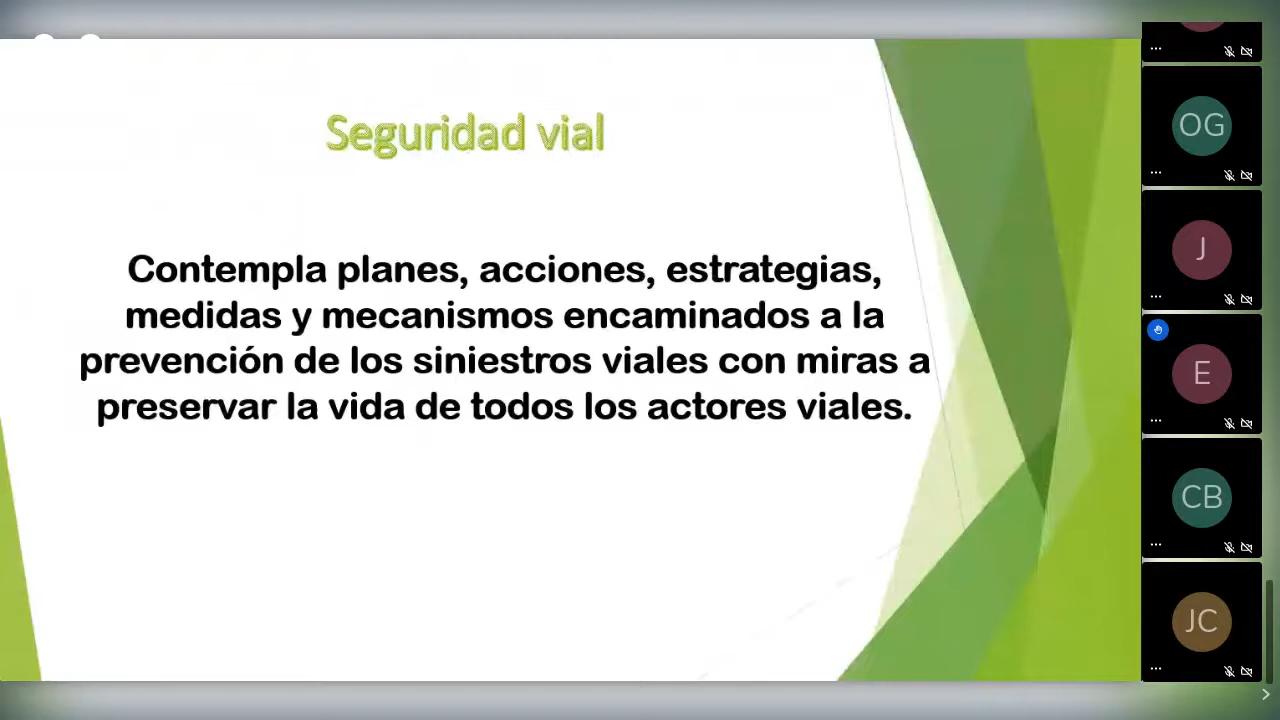 Seguridad vial
Contempla planes, acciones, estrategias,
medidas y mecanismos encaminados a la
prevención de los siniestros viales con miras a
preservar la vida de todos los actores viales.
OG
J
E
CB
JC